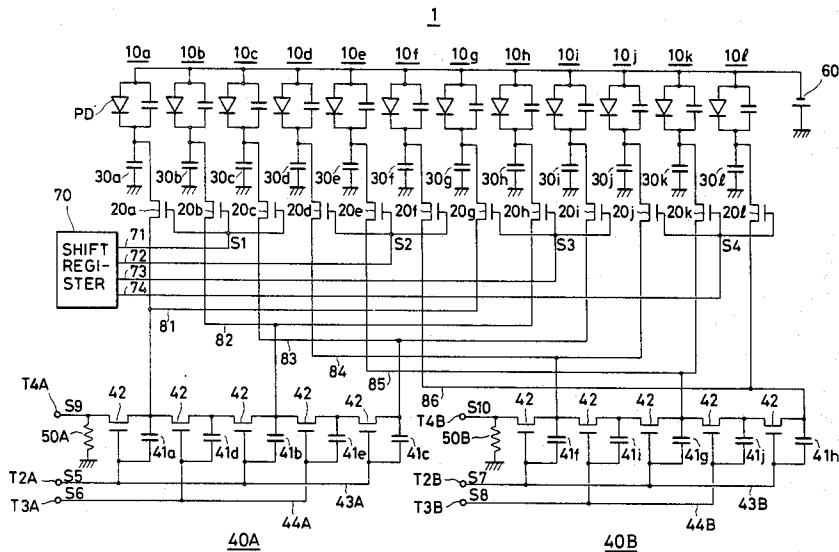 1
10a 10b 10c 10d 10e 10f 10g 10h 10i 10j 10k 10ℓ
60
PD
30a 30b 30c 30d 30e 30f 30g 30h 30i 30j 30k 30ℓ
70 20a 20b 20c 20d 20e 20f 20g 20h 20i 20j 20k 20ℓ
71 S1 S2 S3 S4
SHIFT 72
REGI- 73
STER 74
81
82
83
84
85
86
T4A S9 42 42 42 42 42
T4B S10 42 42 42 42 42
50A 41a 41d 41b 41e 41c
50B 41f 41i 41g 41j 41h
T2A S5 43A
T2B S7 43B
T3A S6 44A
T3B S8 44B
40A 40B